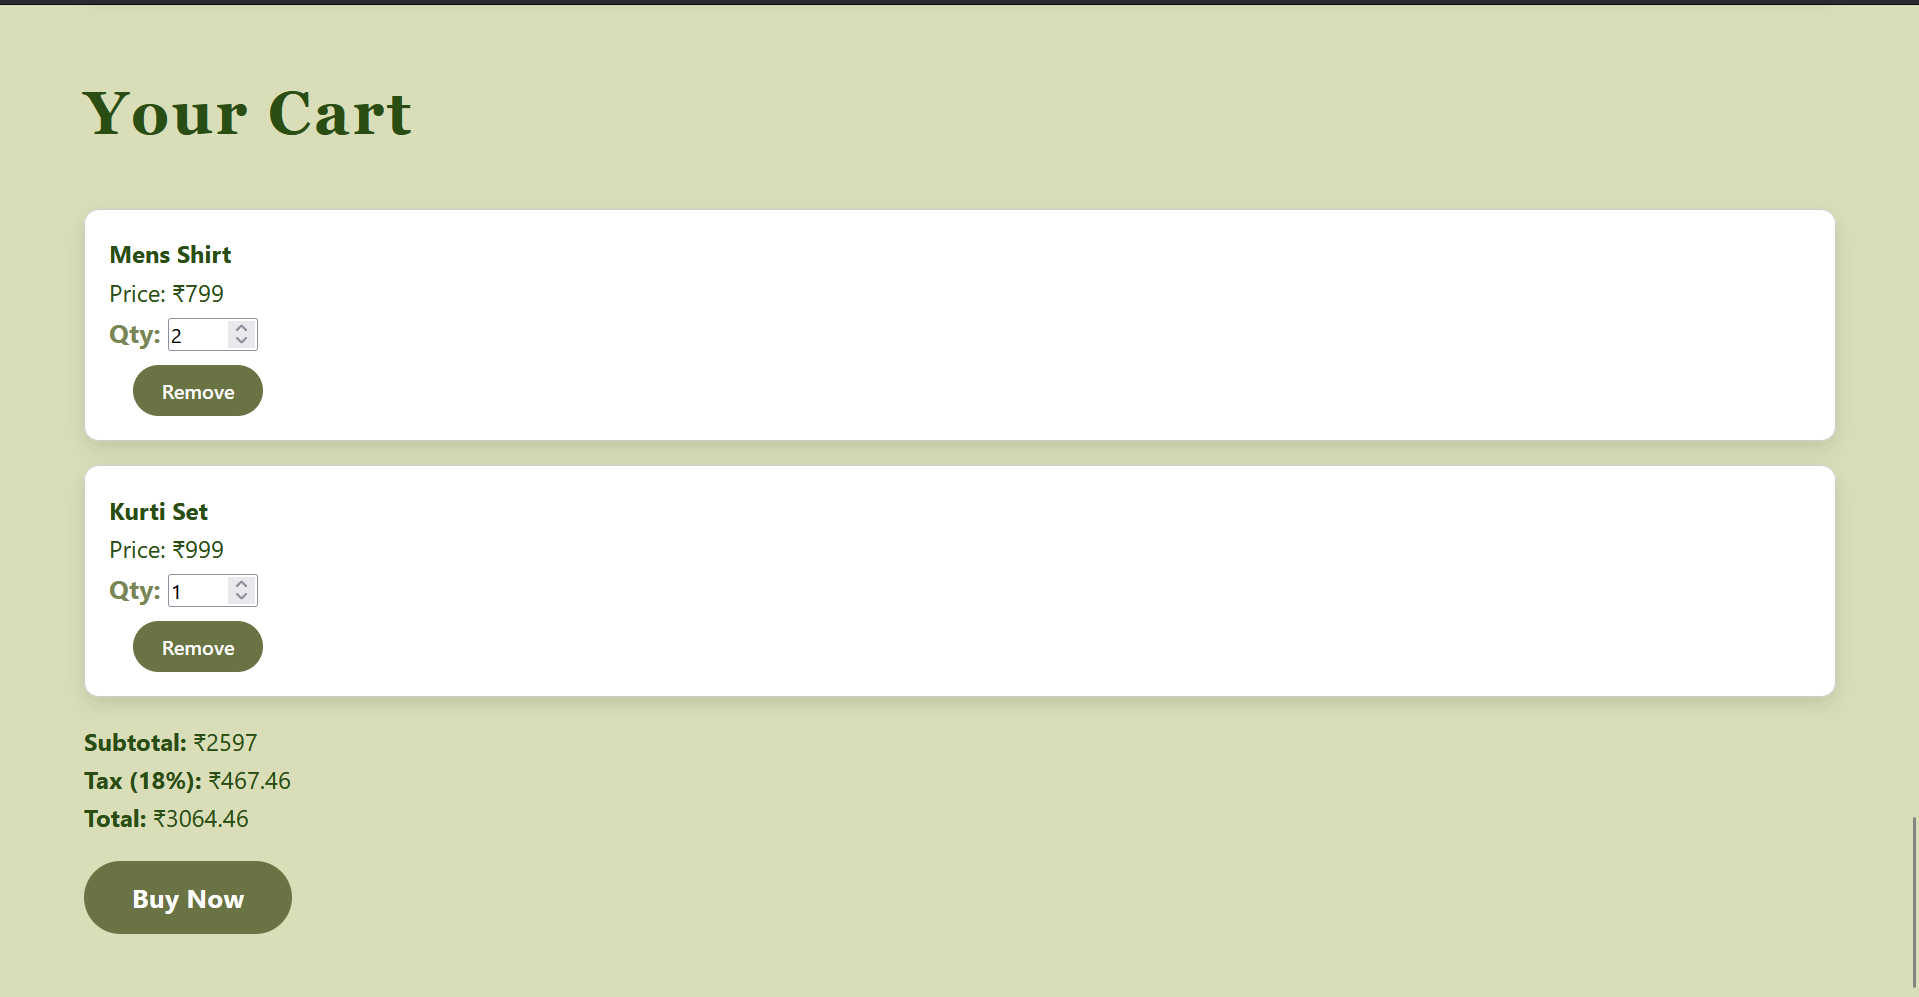 Your Cart
Mens Shirt
Price: ₹799
Qty: 2
Remove
Kurti Set
Price: ₹999
Qty: 1
Remove
Subtotal: ₹2597
Tax (18%): ₹467.46
Total: ₹3064.46
Buy Now